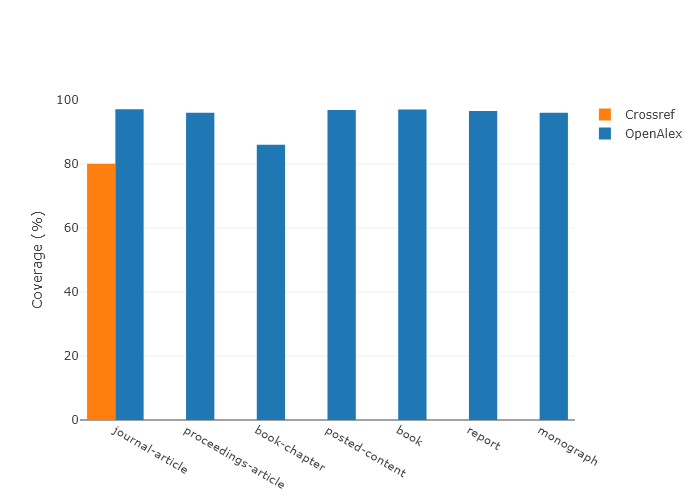 100
80
60
40
20
0
Coverage (%)
journal-article
proceedings-article
book-chapter
posted-content
book
report
monograph
Crossref
OpenAlex